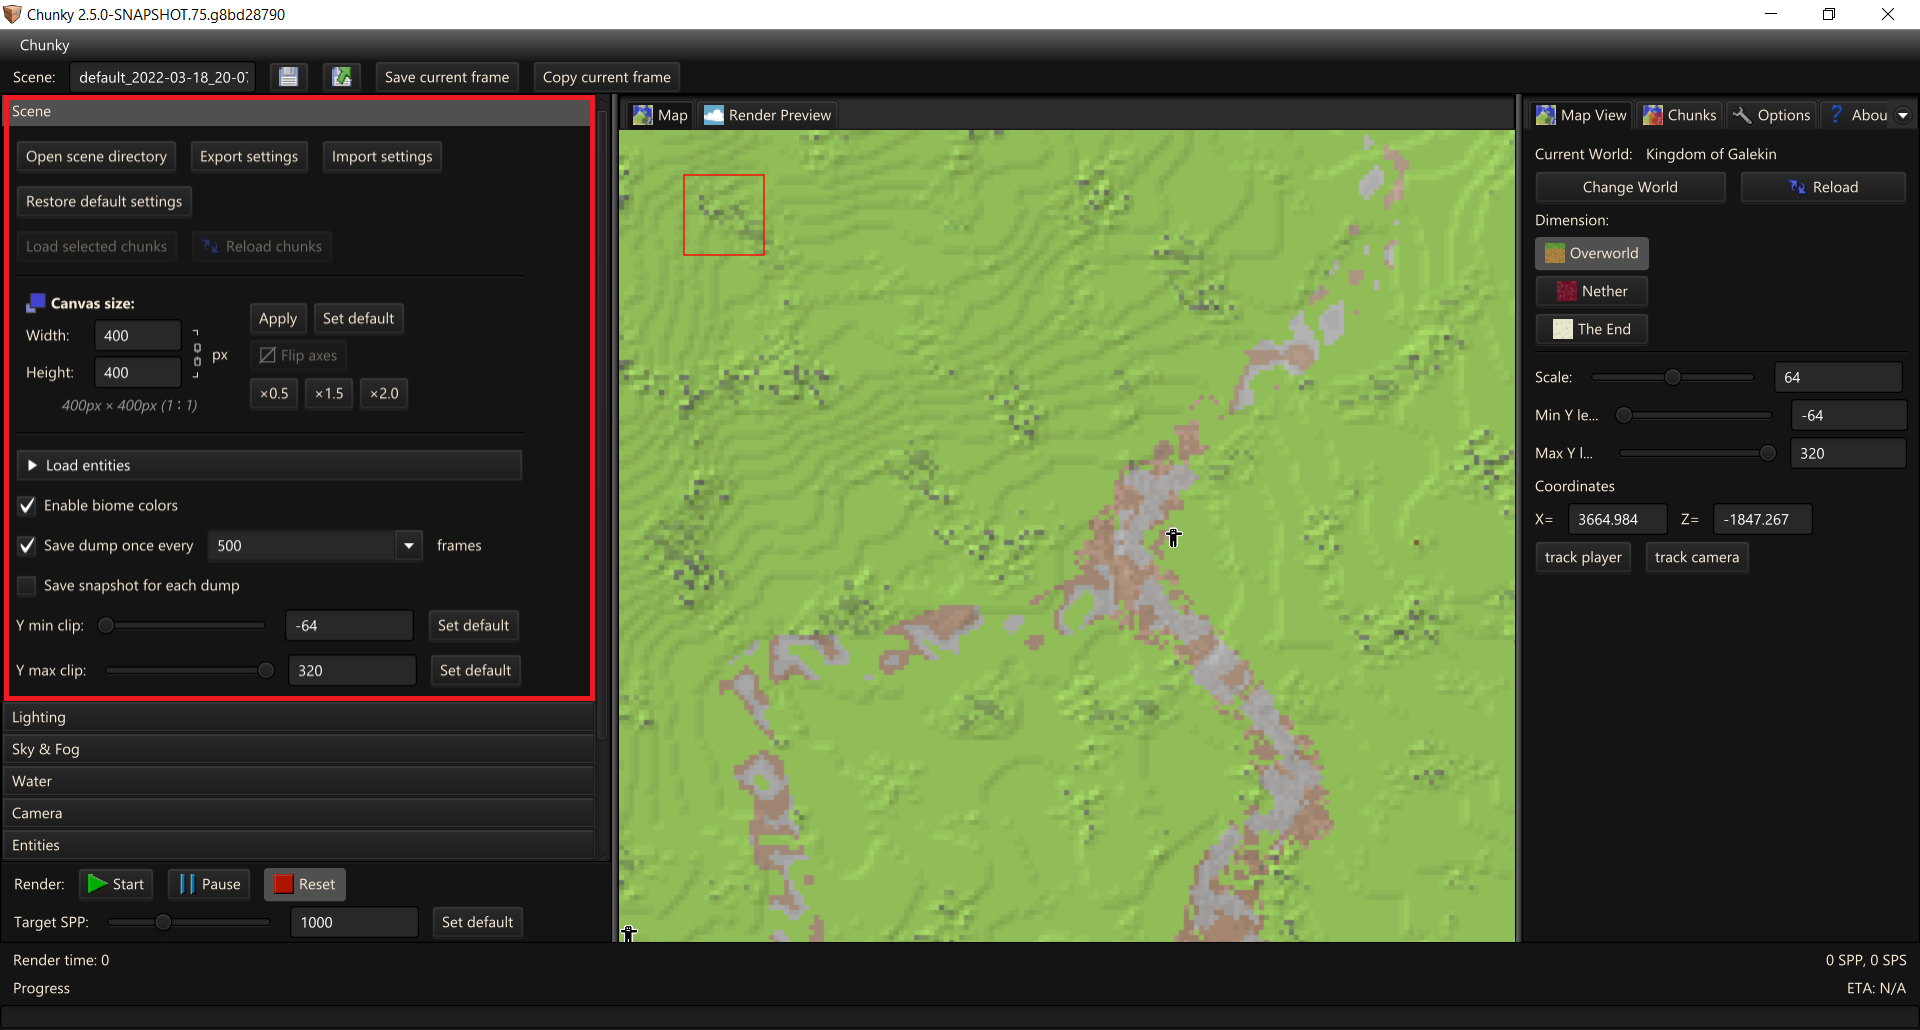 Chunky 2.5.0-SNAPSHOT.75.g8bd28790
Chunky
Scene: default_2022-03-18_20-07 Save current frame Copy current frame
Scene
Open scene directory Export settings Import settings
Restore default settings
Load selected chunks Reload chunks
Canvas size:
Width: 400
Height: 400
px
400px × 400px (1 : 1)
Apply Set default
Flip axes
×0.5 ×1.5 ×2.0
Load entities
Enable biome colors
Save dump once every 500 frames
Save snapshot for each dump
Y min clip: -64 Set default
Y max clip: 320 Set default
Lighting
Sky & Fog
Water
Camera
Entities
Render: Start Pause Reset
Target SPP: 1000 Set default
Map Render Preview
Map View Chunks Options ? Abou
Current World: Kingdom of Galekin
Change World Reload
Dimension:
Overworld
Nether
The End
Scale: 64
Min Y le... -64
Max Y l... 320
Coordinates
X= 3664.984 Z= -1847.267
track player track camera
Render time: 0 0 SPP, 0 SPS
Progress ETA: N/A